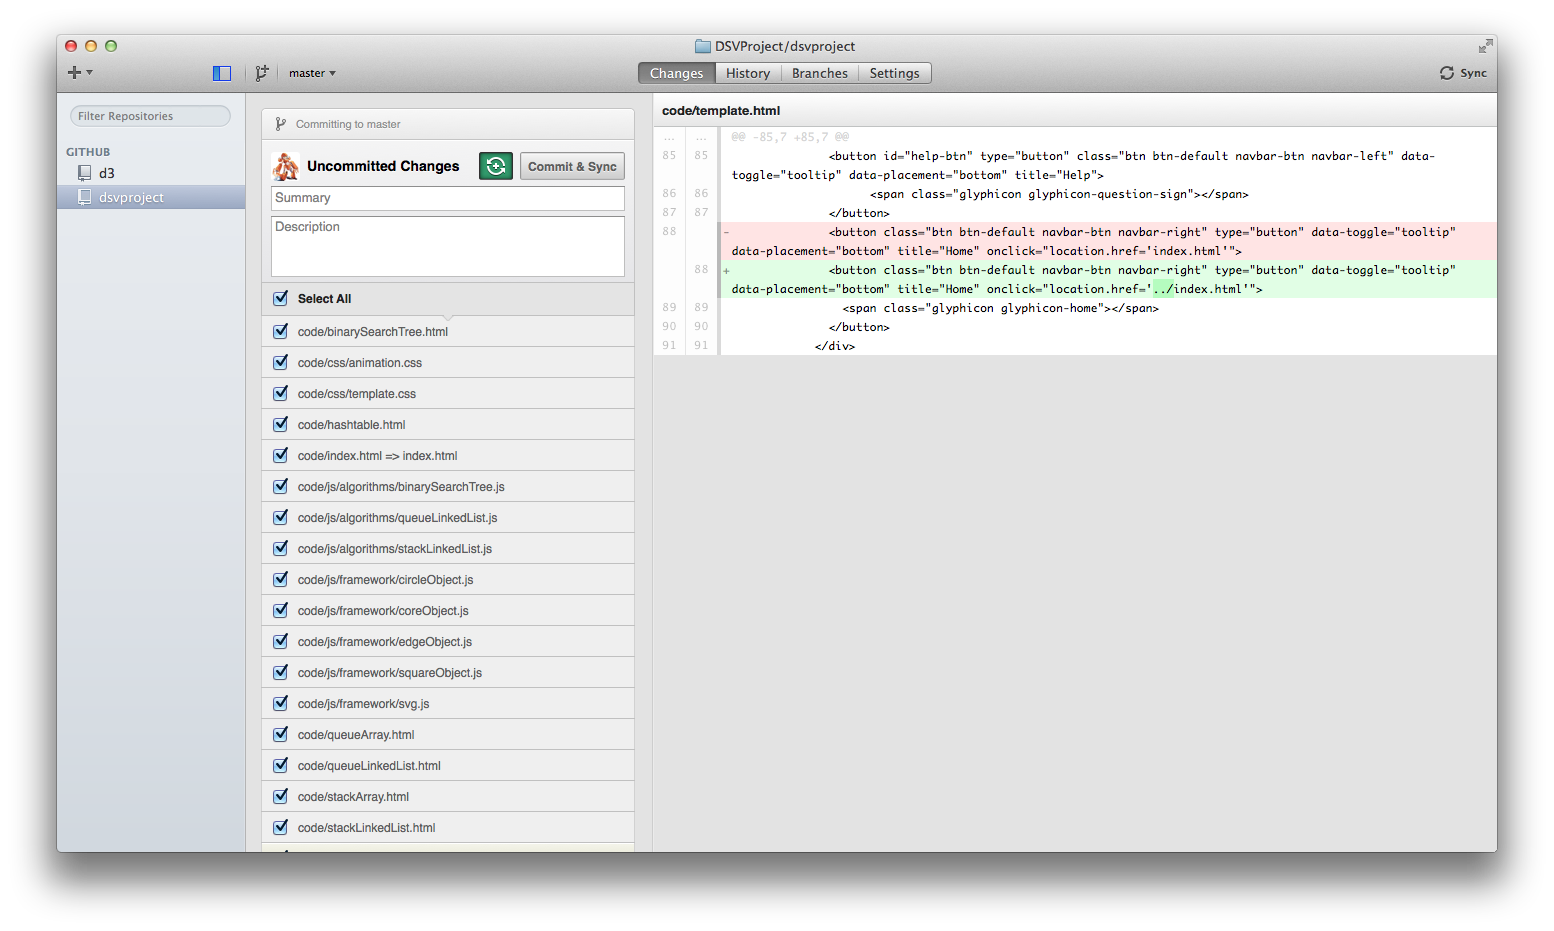 DSVProject/dsvproject
master
Changes History Branches Settings
Sync
Filter Repositories
GITHUB
d3
dsvproject
Committing to master
Uncommitted Changes
Commit & Sync
Summary
Description
Select All
code/binarySearchTree.html
code/css/animation.css
code/css/template.css
code/hashtable.html
code/index.html => index.html
code/js/algorithms/binarySearchTree.js
code/js/algorithms/queueLinkedList.js
code/js/algorithms/stackLinkedList.js
code/js/framework/circleObject.js
code/js/framework/coreObject.js
code/js/framework/edgeObject.js
code/js/framework/squareObject.js
code/js/framework/svg.js
code/queueArray.html
code/queueLinkedList.html
code/stackArray.html
code/stackLinkedList.html
code/template.html
... ... @@ -85,7 +85,7 @@
85 85 <button id="help-btn" type="button" class="btn btn-default navbar-btn navbar-left" data-
toggle="tooltip" data-placement="bottom" title="Help">
86 86 <span class="glyphicon glyphicon-question-sign"></span>
87 87 </button>
88 - <button class="btn btn-default navbar-btn navbar-right" type="button" data-toggle="tooltip"
data-placement="bottom" title="Home" onclick="location.href='index.html'">
88 + <button class="btn btn-default navbar-btn navbar-right" type="button" data-toggle="tooltip"
data-placement="bottom" title="Home" onclick="location.href='../index.html'">
89 89 <span class="glyphicon glyphicon-home"></span>
90 90 </button>
91 91 </div>